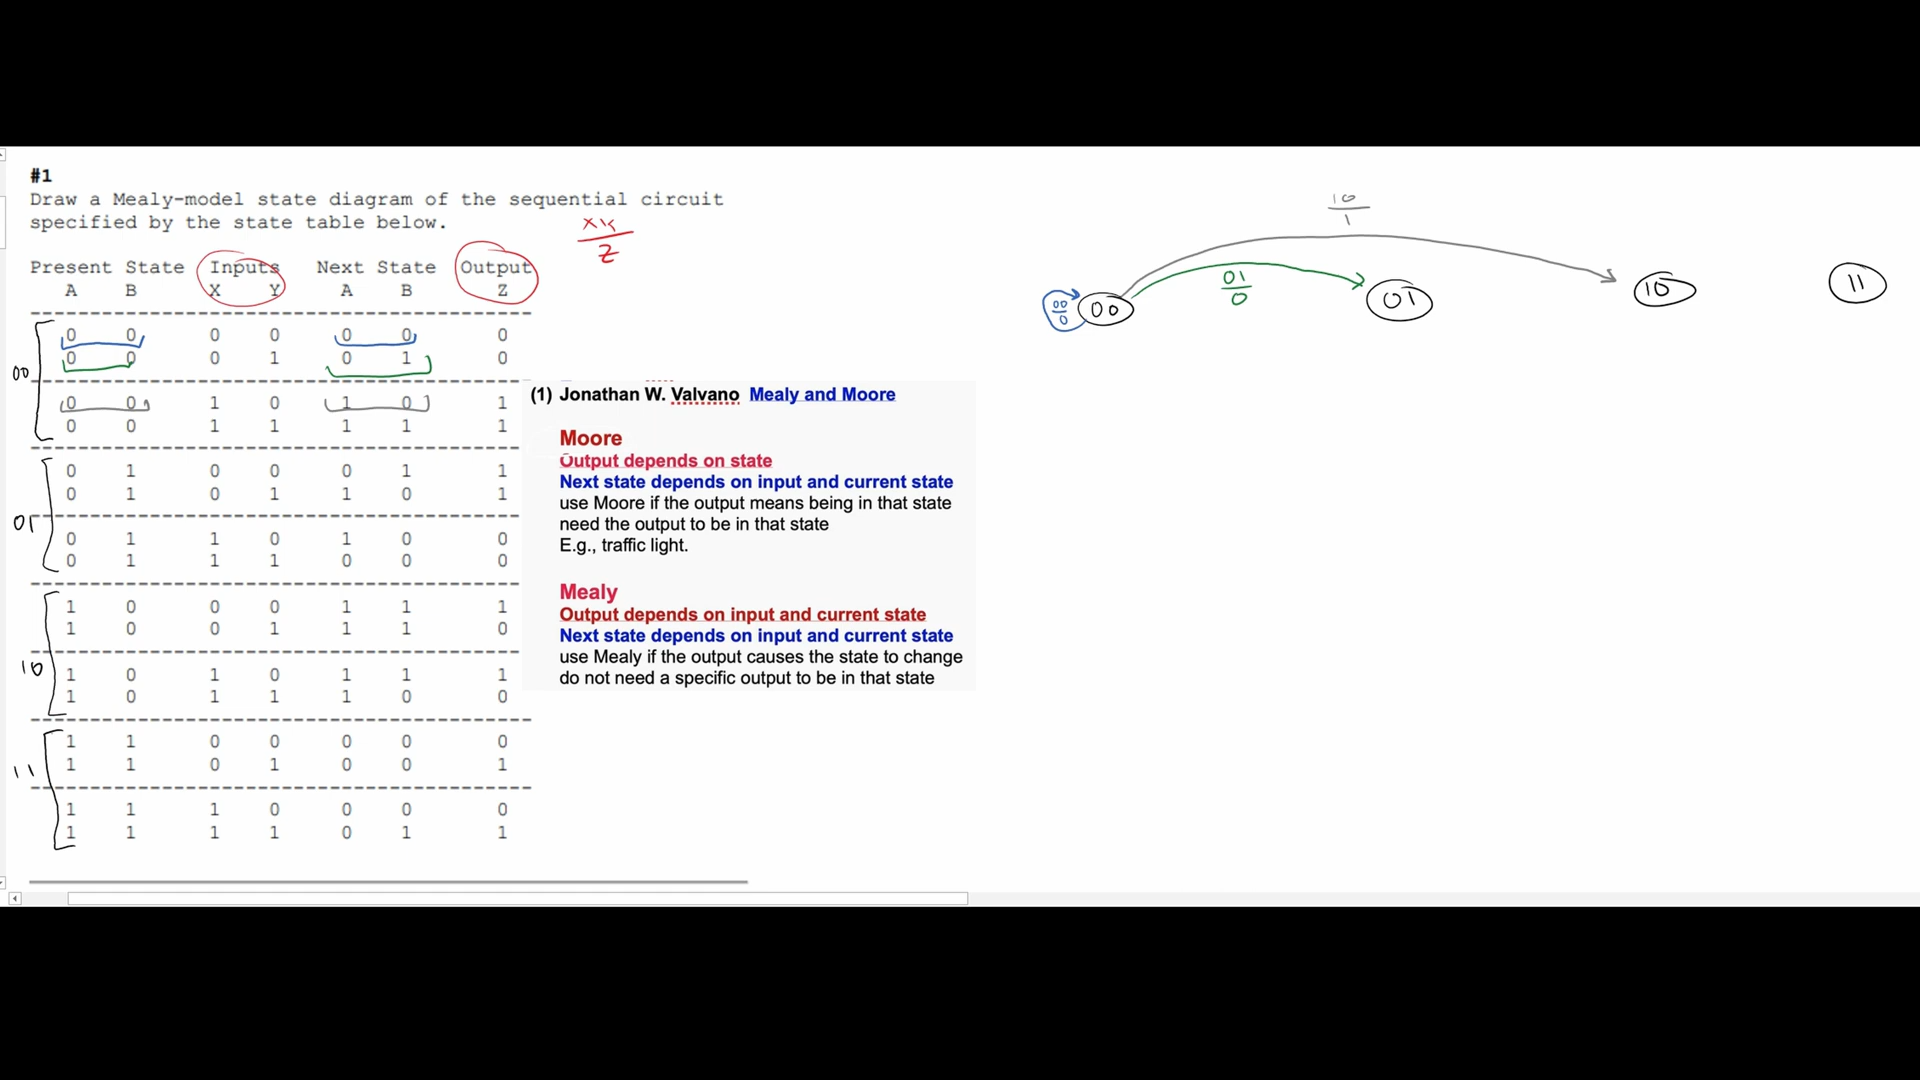 #1
Draw a Mealy-model state diagram of the sequential circuit
specified by the state table below.
XY
Z
Present State Inputs Next State Output
A B X Y A B Z
00
0 0 0 0 0 0 0
0 0 0 1 0 1 0
0 0 1 0 1 0 1
0 0 1 1 1 1 1
01
0 1 0 0 0 1 1
0 1 0 1 1 0 1
0 1 1 0 1 0 0
0 1 1 1 0 0 0
10
1 0 0 0 1 1 1
1 0 0 1 1 1 0
1 0 1 0 1 1 1
1 0 1 1 1 0 0
11
1 1 0 0 0 0 0
1 1 0 1 0 0 1
1 1 1 0 0 0 0
1 1 1 1 0 1 1
(1) Jonathan W. Valvano Mealy and Moore
Moore
Output depends on state
Next state depends on input and current state
use Moore if the output means being in that state
need the output to be in that state
E.g., traffic light.
Mealy
Output depends on input and current state
Next state depends on input and current state
use Mealy if the output causes the state to change
do not need a specific output to be in that state
10
1
01
0
00
0
00
01
10
11